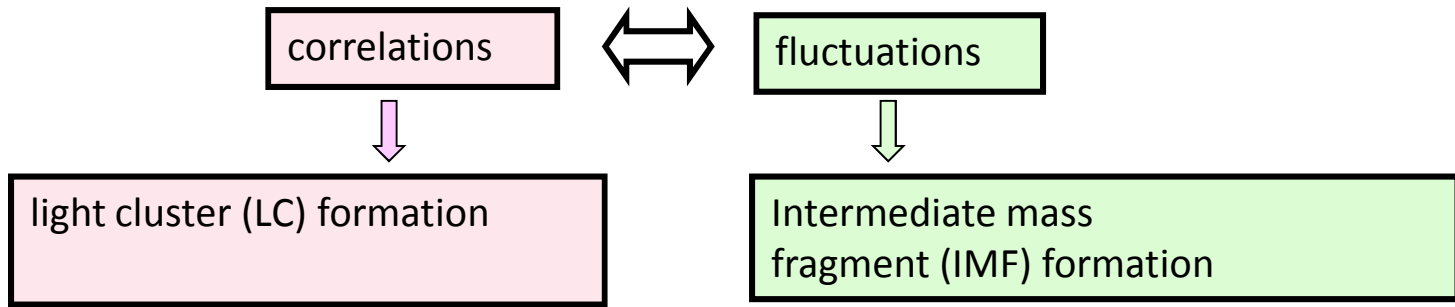 correlations
fluctuations
light cluster (LC) formation
Intermediate mass
fragment (IMF) formation